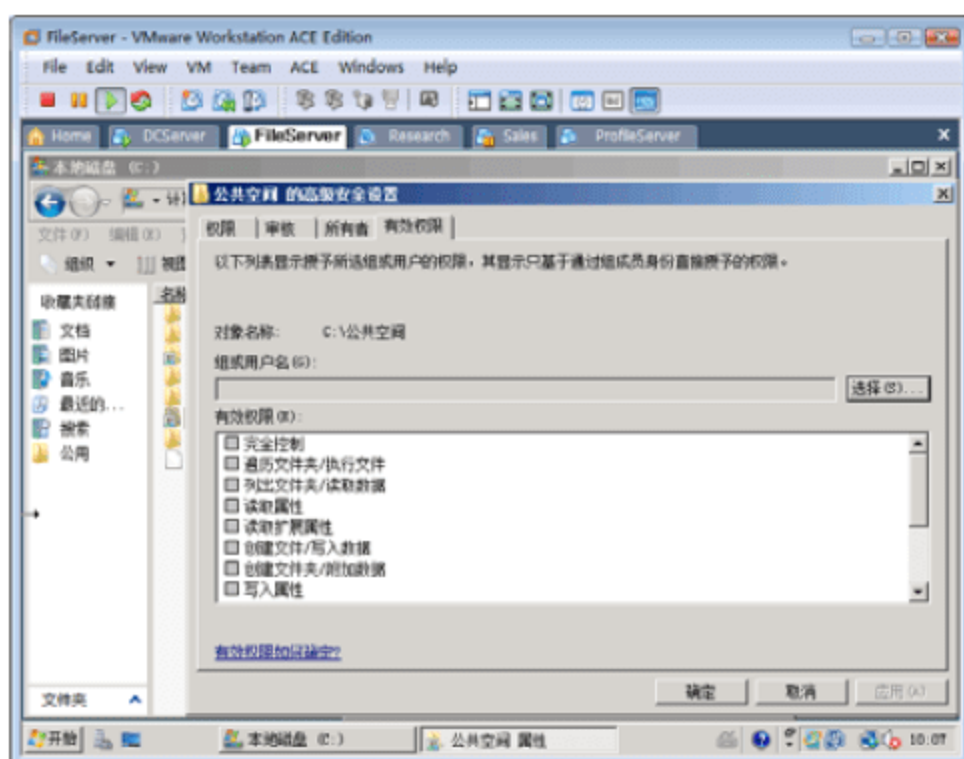 FileServer - VMware Workstation ACE Edition
File Edit View VM Team ACE Windows Help
Home DCServer FileServer Research Sales ProfileServer
本地磁盘 (C:)
公共空间 的高级安全设置
文件(F) 编辑(E)
权限 审核 所有者 有效权限
组织
以下列表显示授予所选组或用户的权限，其显示只基于通过组成员身份直接授予的权限。
收藏夹链接
文档
图片
音乐
最近的...
搜索
公用
对象名称: C:\公共空间
组或用户名(G):
选择(S)...
有效权限(E):
完全控制
遍历文件夹/执行文件
列出文件夹/读取数据
读取属性
读取扩展属性
创建文件/写入数据
创建文件夹/附加数据
写入属性
有效权限如何确定?
文件夹
确定 取消 应用(A)
开始 本地磁盘 (C:) 公共空间 属性 10:07